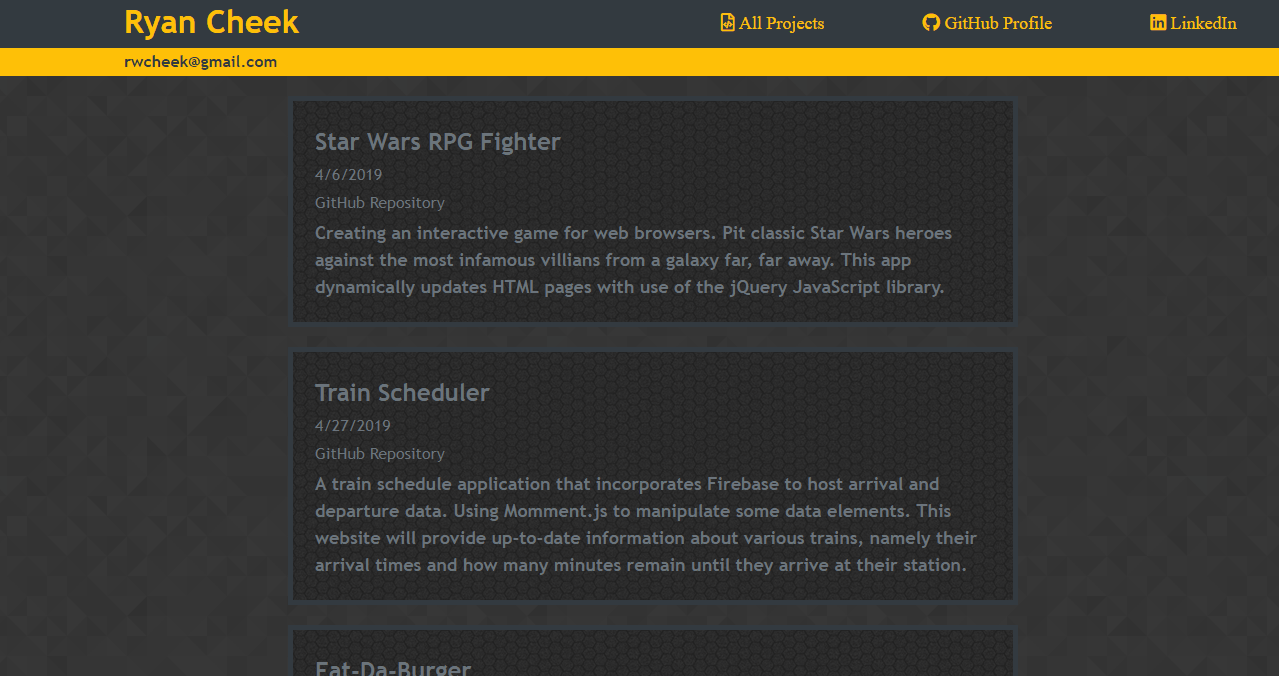 Ryan Cheek
All Projects
GitHub Profile
LinkedIn
rwcheek@gmail.com
Star Wars RPG Fighter
4/6/2019
GitHub Repository
Creating an interactive game for web browsers. Pit classic Star Wars heroes
against the most infamous villians from a galaxy far, far away. This app
dynamically updates HTML pages with use of the jQuery JavaScript library.
Train Scheduler
4/27/2019
GitHub Repository
A train schedule application that incorporates Firebase to host arrival and
departure data. Using Momment.js to manipulate some data elements. This
website will provide up-to-date information about various trains, namely their
arrival times and how many minutes remain until they arrive at their station.
Eat-Da-Burger